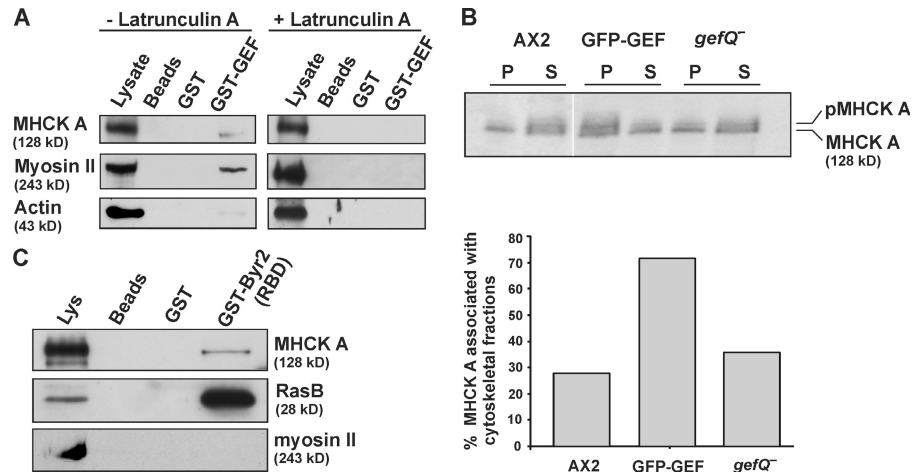 A
- Latrunculin A
+ Latrunculin A
Lysate
Beads
GST
GST-GEF
Lysate
Beads
GST
GST-GEF
MHCK A
(128 kD)
Myosin II
(243 kD)
Actin
(43 kD)
B
AX2
GFP-GEF
gefQ–
P
S
P
S
P
S
pMHCK A
MHCK A
(128 kD)
C
Lys
Beads
GST
GST-Byr2
(RBD)
MHCK A
(128 kD)
RasB
(28 kD)
myosin II
(243 kD)
% MHCK A associated with
cytoskeletal fractions
80
70
60
50
40
30
20
10
0
AX2
GFP-GEF
gefQ–